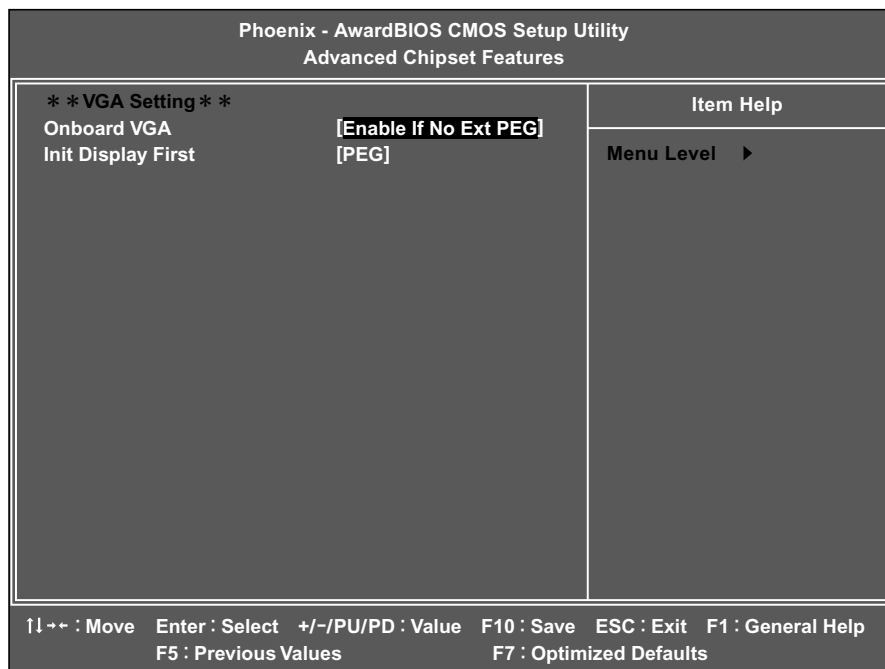 Phoenix - AwardBIOS CMOS Setup Utility
Advanced Chipset Features
＊＊VGA Setting＊＊
Onboard VGA [Enable If No Ext PEG]
Init Display First [PEG]
Item Help
Menu Level ▶
↑↓→← : Move Enter : Select +/-/PU/PD : Value F10 : Save ESC : Exit F1 : General Help
F5 : Previous Values F7 : Optimized Defaults